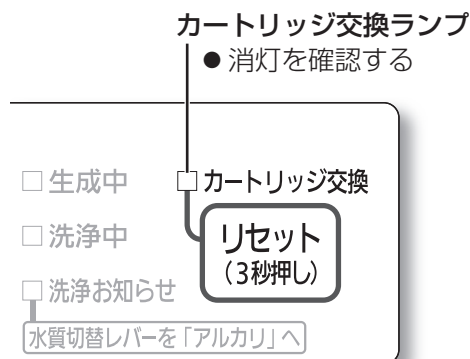 カートリッジ交換ランプ
●消灯を確認する
□生成中
□カートリッジ交換
□洗浄中
リセット
（3秒押し）
□洗浄お知らせ
水質切替レバーを「アルカリ」へ